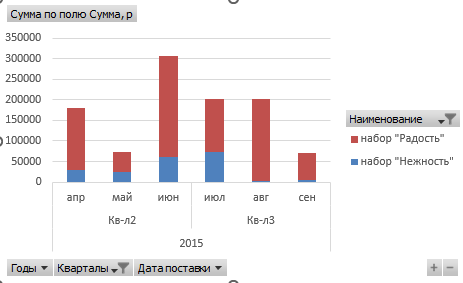 Сумма по полю Сумма, р
350000
300000
250000
200000
150000
100000
50000
0
апр май июн июл авг сен
Кв-л2 Кв-л3
2015
Наименование
набор "Радость"
набор "Нежность"
Годы Кварталы Дата поставки